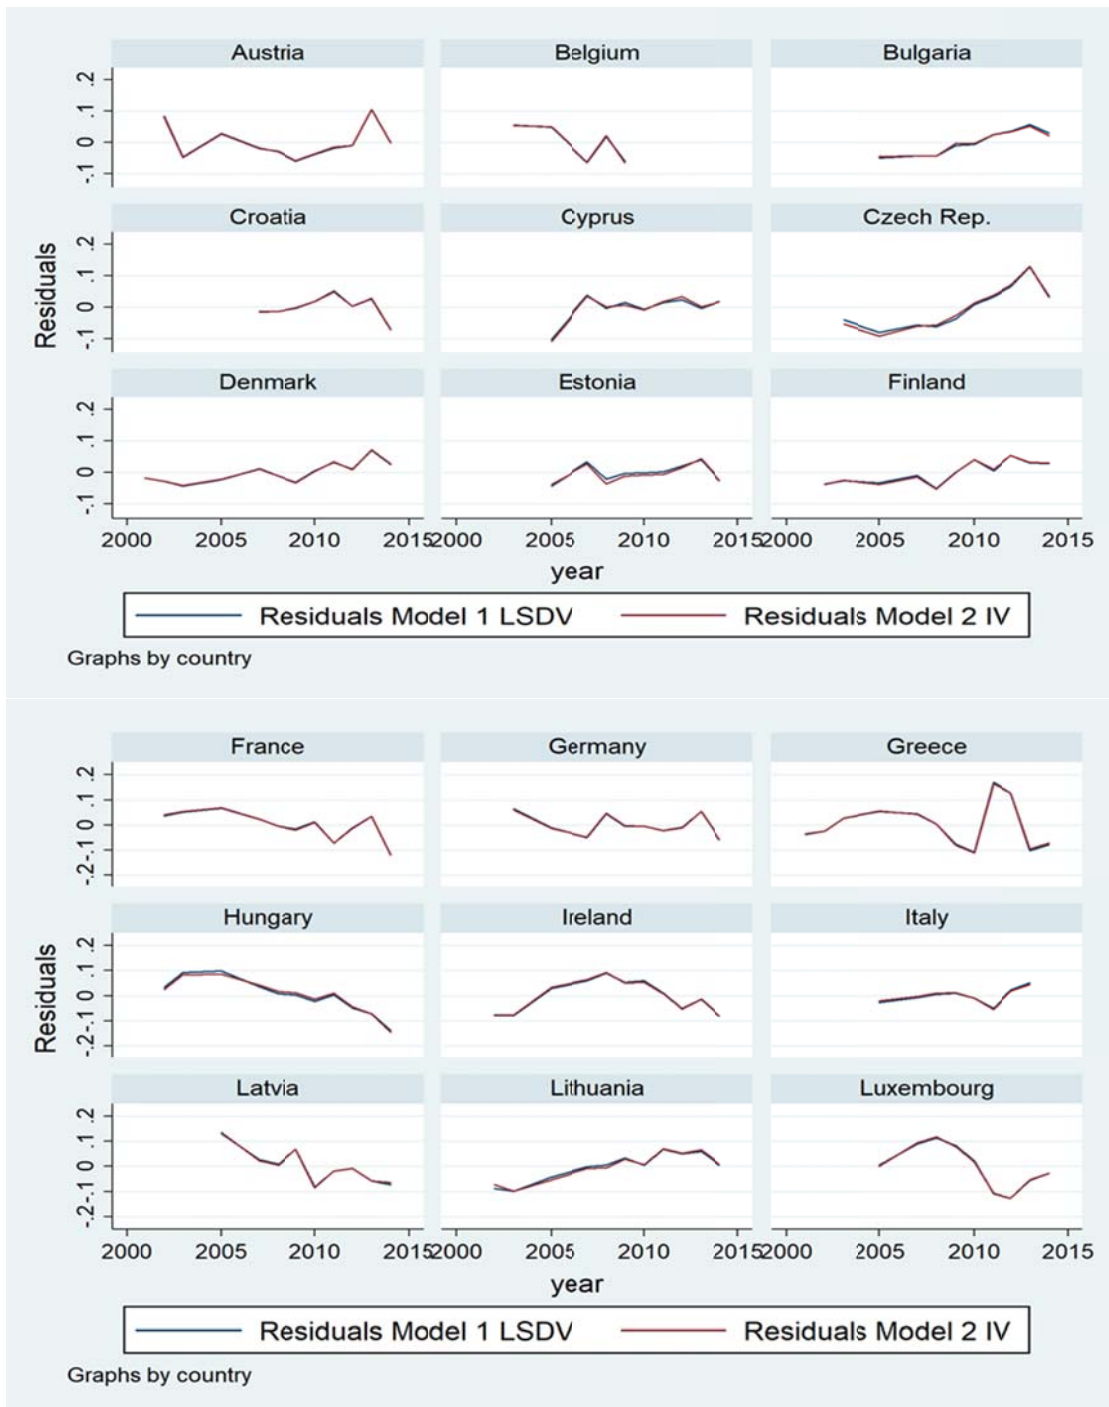 Austria Belgium Bulgaria
.2
.1
0
-.1
Croatia Cyprus Czech Rep.
.2
.1
0
-.1
Residuals
Denmark Estonia Finland
.2
.1
0
-.1
2000 2005 2010 2015 2000 2005 2010 2015 2000 2005 2010 2015
year
Residuals Model 1 LSDV Residuals Model 2 IV
Graphs by country
France Germany Greece
.2
.1
0
-.1
-.2
Hungary Ireland Italy
.2
.1
0
-.1
-.2
Residuals
Latvia Lithuania Luxembourg
.2
.1
0
-.1
-.2
2000 2005 2010 2015 2000 2005 2010 2015 2000 2005 2010 2015
year
Residuals Model 1 LSDV Residuals Model 2 IV
Graphs by country